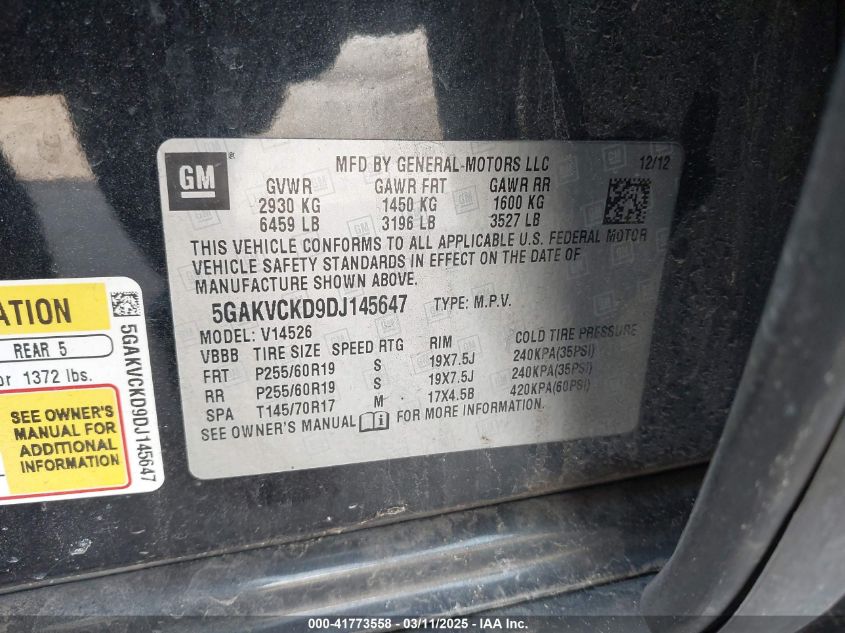 GM
MFD BY GENERAL MOTORS LLC 12/12
GVWR GAWR FRT GAWR RR
2930 KG 1450 KG 1600 KG
6459 LB 3196 LB 3527 LB
THIS VEHICLE CONFORMS TO ALL APPLICABLE U.S. FEDERAL MOTOR
VEHICLE SAFETY STANDARDS IN EFFECT ON THE DATE OF
MANUFACTURE SHOWN ABOVE.
5GAKVCKD9DJ145647 TYPE: M.P.V.
MODEL: V14526
VBBB TIRE SIZE SPEED RTG RIM COLD TIRE PRESSURE
FRT P255/60R19 S 19X7.5J 240KPA(35PSI)
RR P255/60R19 S 19X7.5J 240KPA(35PSI)
SPA T145/70R17 M 17X4.5B 420KPA(60PSI)
SEE OWNER'S MANUAL FOR MORE INFORMATION.
ATION
REAR 5
or 1372 lbs.
SEE OWNER'S
MANUAL FOR
ADDITIONAL
INFORMATION
5GAKVCKD9DJ145647
000-41773558 - 03/11/2025 - IAA Inc.